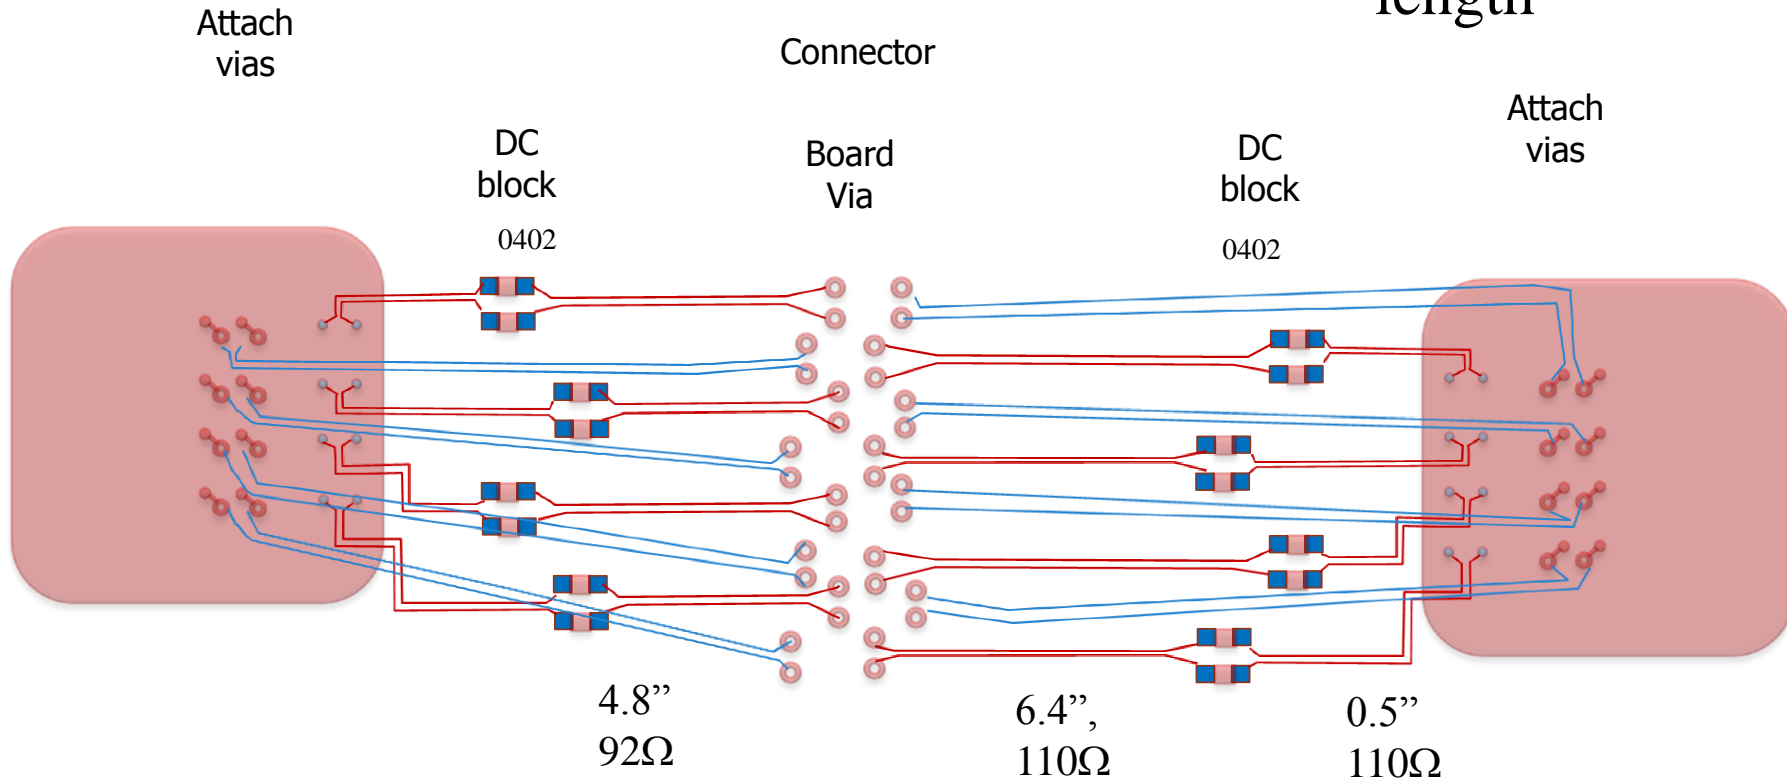 length
Attach
vias
Connector
Attach
vias
DC
block
0402
Board
Via
DC
block
0402
4.8”
92Ω
6.4”,
110Ω
0.5”
110Ω